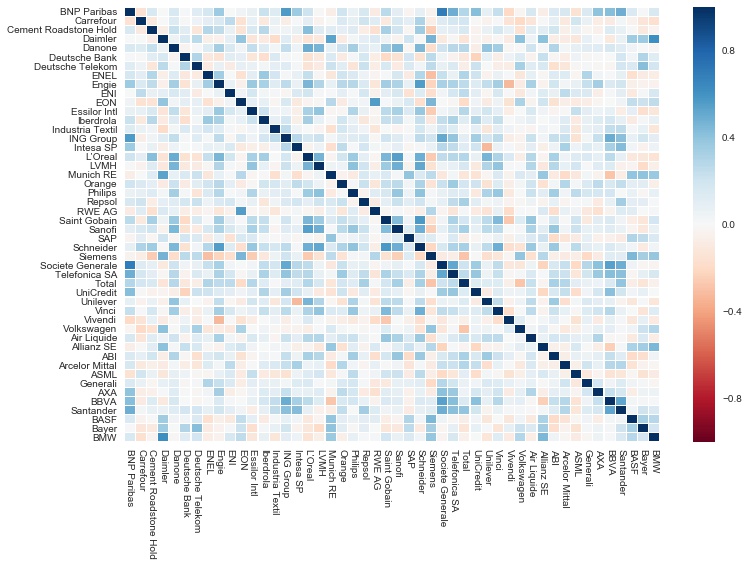 BNP Paribas
Carrefour
Cement Roadstone Hold
Daimler
Danone
Deutsche Bank
Deutsche Telekom
ENEL
Engie
ENI
EON
Essilor Intl
Iberdrola
Industria Textil
ING Group
Intesa SP
L'Oreal
LVMH
Munich RE
Orange
Philips
Repsol
RWE AG
Saint Gobain
Sanofi
SAP
Schneider
Siemens
Societe Generale
Telefonica SA
Total
UniCredit
Unilever
Vinci
Vivendi
Volkswagen
Air Liquide
Allianz SE
ABI
Arcelor Mittal
ASML
Generali
AXA
BBVA
Santander
BASF
Bayer
BMW
BNP Paribas
Carrefour
Cement Roadstone Hold
Daimler
Danone
Deutsche Bank
Deutsche Telekom
ENEL
Engie
ENI
EON
Essilor Intl
Iberdrola
Industria Textil
ING Group
Intesa SP
L'Oreal
LVMH
Munich RE
Orange
Philips
Repsol
RWE AG
Saint Gobain
Sanofi
SAP
Schneider
Siemens
Societe Generale
Telefonica SA
Total
UniCredit
Unilever
Vinci
Vivendi
Volkswagen
Air Liquide
Allianz SE
ABI
Arcelor Mittal
ASML
Generali
AXA
BBVA
Santander
BASF
Bayer
BMW
0.8
0.4
0.0
−0.4
−0.8